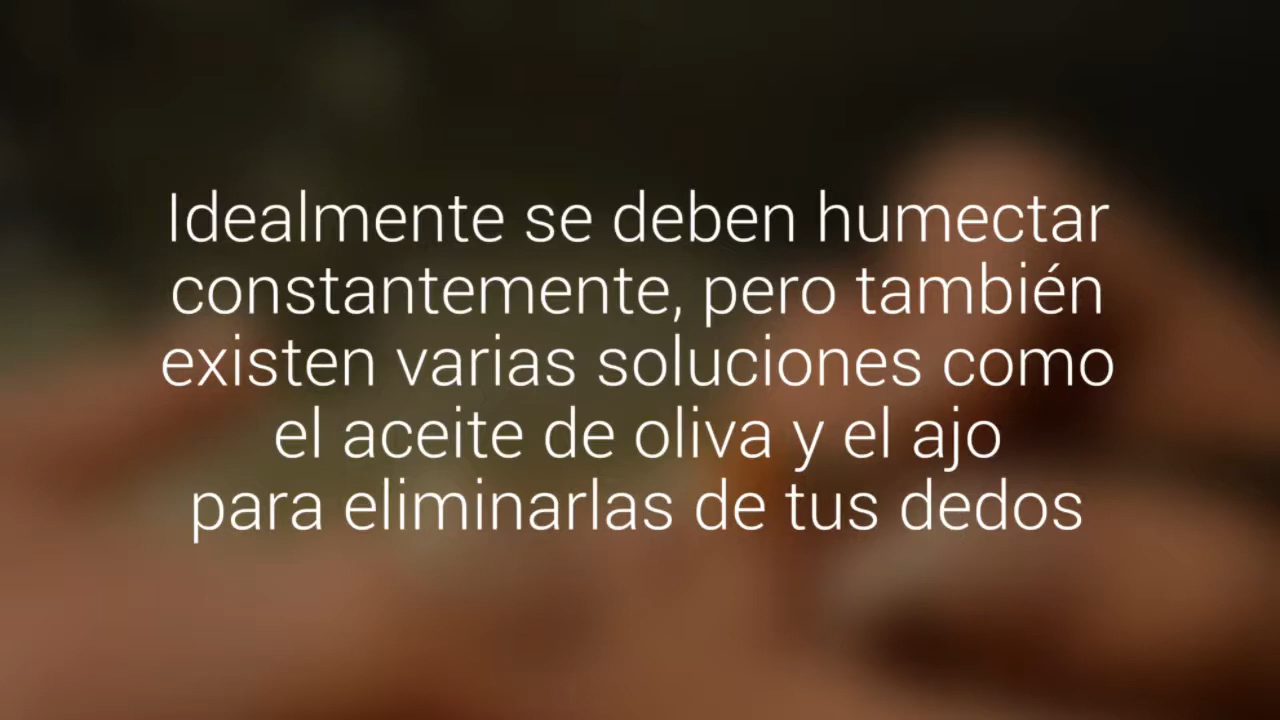 Idealmente se deben humectar
constantemente, pero también
existen varias soluciones como
el aceite de oliva y el ajo
para eliminarlas de tus dedos